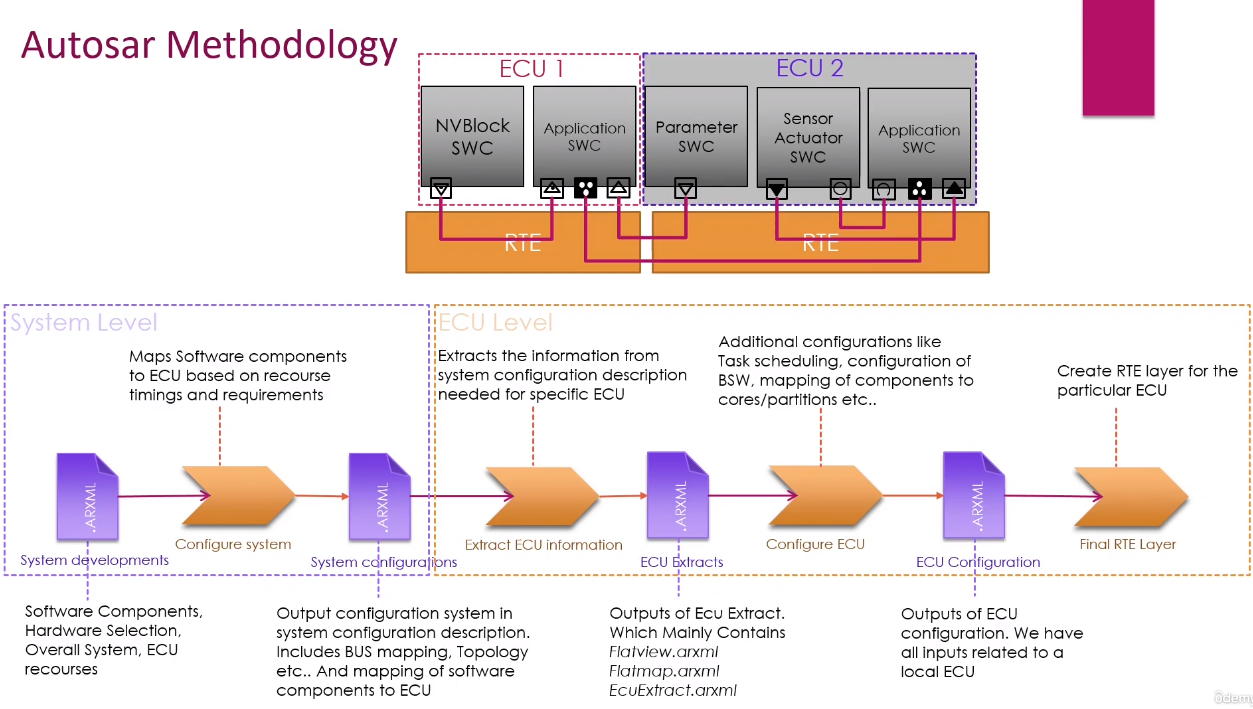 Autosar Methodology
ECU 1
ECU 2
NVBlock
SWC
Application
SWC
Parameter
SWC
Sensor
Actuator
SWC
Application
SWC
RTE
RTE
System Level
ECU Level
Maps Software components
to ECU based on recourse
timings and requirements
Extracts the information from
system configuration description
needed for specific ECU
Additional configurations like
Task scheduling, configuration of
BSW, mapping of components to
cores/partitions etc..
Create RTE layer for the
particular ECU
.ARXML
.ARXML
.ARXML
.ARXML
System developments
Configure system
System configurations
Extract ECU information
ECU Extracts
Configure ECU
ECU Configuration
Final RTE Layer
Software Components,
Hardware Selection,
Overall System, ECU
recourses
Output configuration system in
system configuration description.
Includes BUS mapping, Topology
etc.. And mapping of software
components to ECU
Outputs of Ecu Extract.
Which Mainly Contains
Flatview.arxml
Flatmap.arxml
EcuExtract.arxml
Outputs of ECU
configuration. We have
all inputs related to a
local ECU
ûdemy